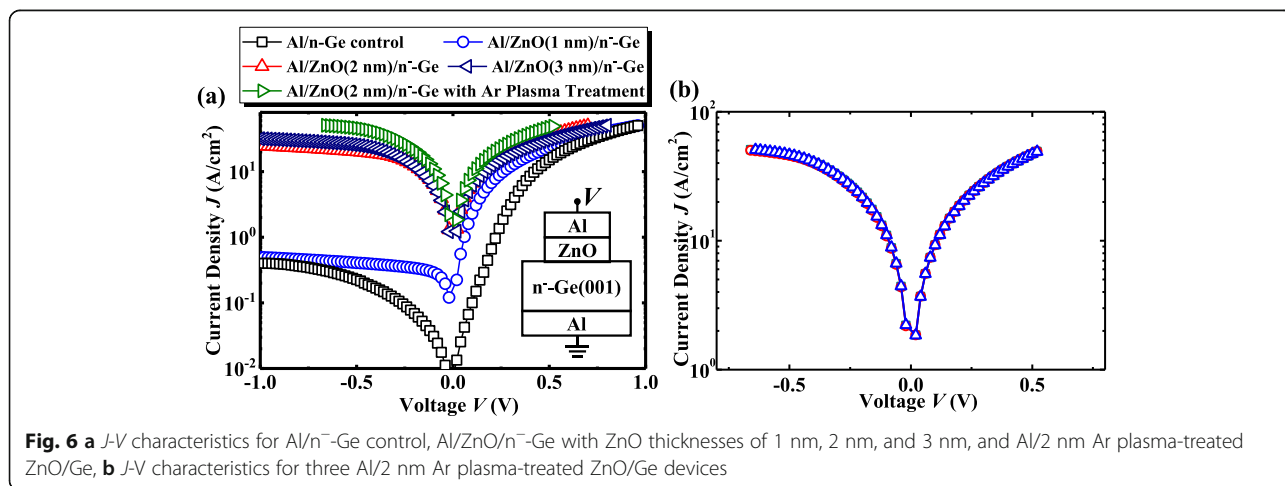 Al/n-Ge control Al/ZnO(1 nm)/n⁻-Ge
Al/ZnO(2 nm)/n⁻-Ge Al/ZnO(3 nm)/n⁻-Ge
Al/ZnO(2 nm)/n⁻-Ge with Ar Plasma Treatment
(a)
10¹
10⁰
10⁻¹
10⁻²
Current Density J (A/cm²)
-1.0 -0.5 0.0 0.5 1.0
Voltage V (V)
V
Al
ZnO
n⁻-Ge(001)
Al
(b)
10²
10¹
10⁰
Current Density J (A/cm²)
-0.5 0.0 0.5
Voltage V (V)
Fig. 6 a J-V characteristics for Al/n⁻-Ge control, Al/ZnO/n⁻-Ge with ZnO thicknesses of 1 nm, 2 nm, and 3 nm, and Al/2 nm Ar plasma-treated
ZnO/Ge, b J-V characteristics for three Al/2 nm Ar plasma-treated ZnO/Ge devices